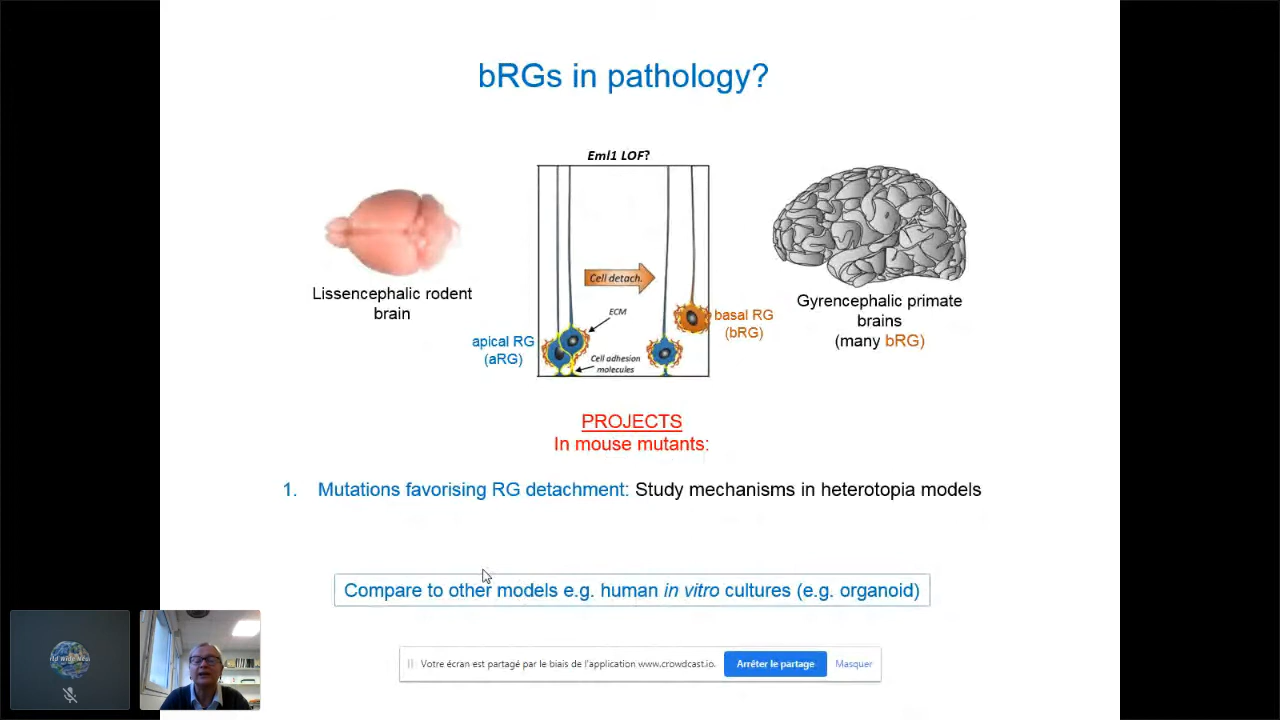 bRGs in pathology?
Eml1 LOF?
Lissencephalic rodent
brain
Cell detach.
ECM
apical RG
(aRG)
Cell adhesion
molecules
basal RG
(bRG)
Gyrencephalic primate
brains
(many bRG)
PROJECTS
In mouse mutants:
1. Mutations favorising RG detachment: Study mechanisms in heterotopia models
Compare to other models e.g. human in vitro cultures (e.g. organoid)
Votre écran est partagé par le biais de l'application www.crowdcast.io.
Arrêter le partage
Masquer